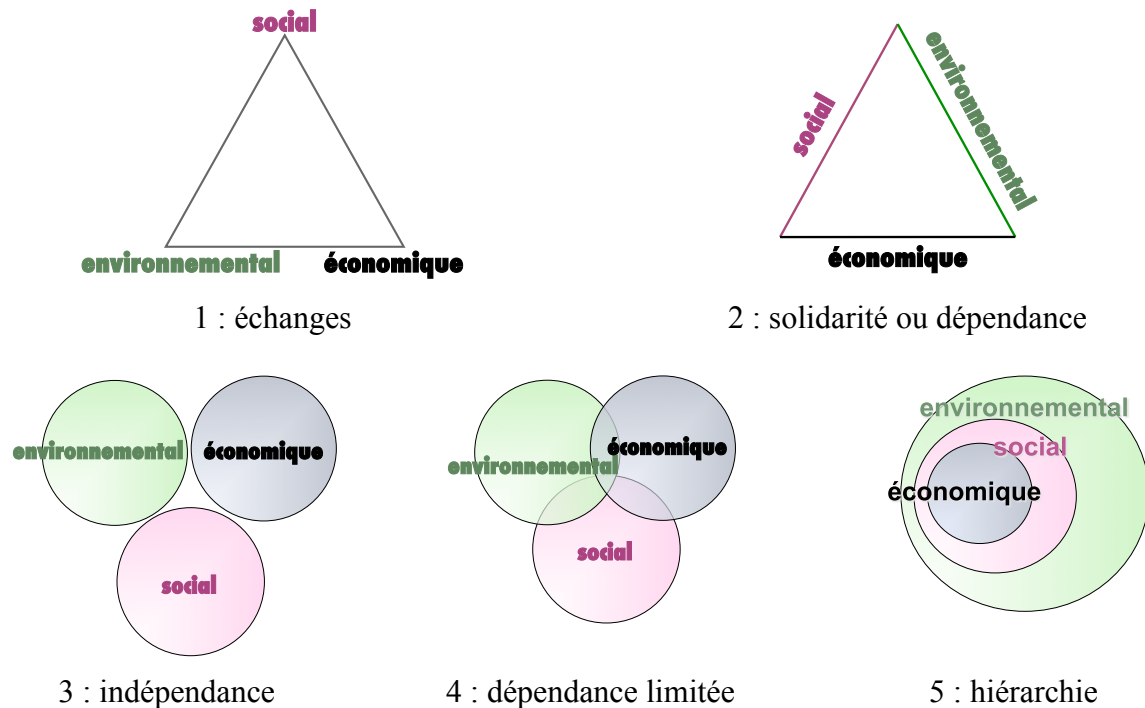 social
environnemental
économique
1 : échanges
social
environnemental
économique
2 : solidarité ou dépendance
environnemental
économique
social
3 : indépendance
environnemental
économique
social
4 : dépendance limitée
environnemental
social
économique
5 : hiérarchie